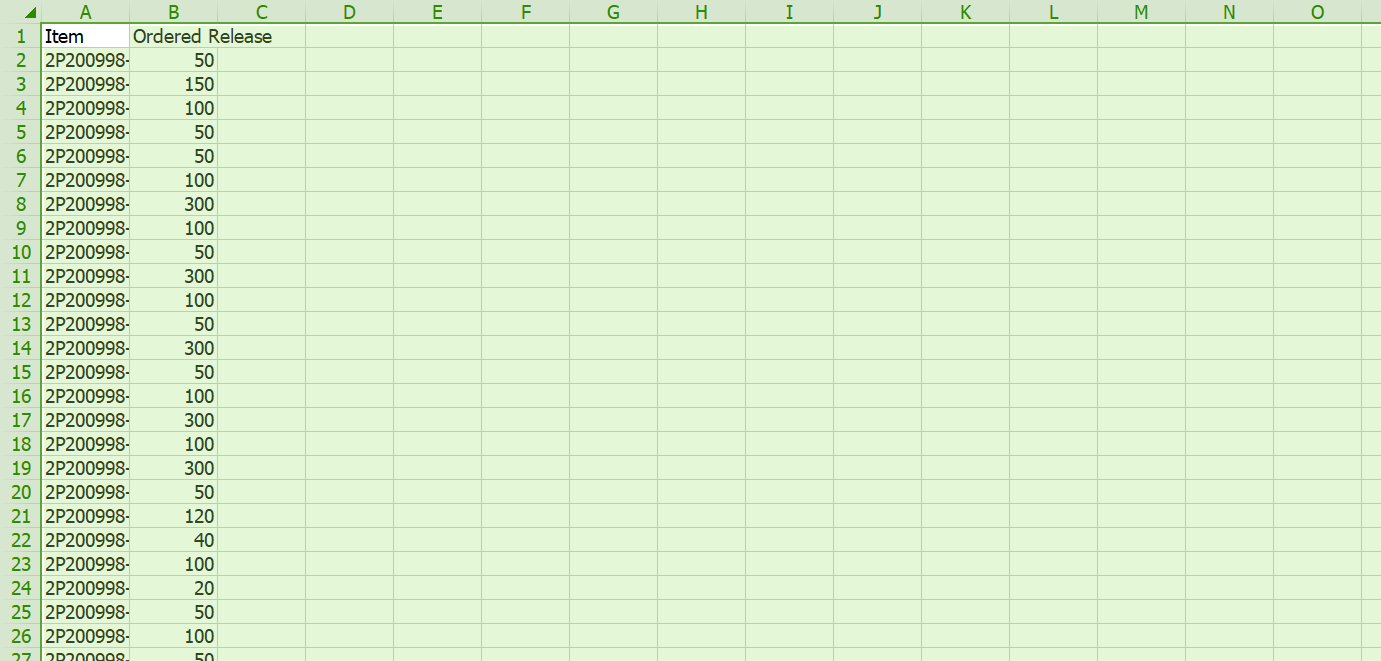 A B C D E F G H I J K L M N O
1 Item Ordered Release
2 2P200998- 50
3 2P200998- 150
4 2P200998- 100
5 2P200998- 50
6 2P200998- 50
7 2P200998- 100
8 2P200998- 300
9 2P200998- 100
10 2P200998- 50
11 2P200998- 300
12 2P200998- 100
13 2P200998- 50
14 2P200998- 300
15 2P200998- 50
16 2P200998- 100
17 2P200998- 300
18 2P200998- 100
19 2P200998- 300
20 2P200998- 50
21 2P200998- 120
22 2P200998- 40
23 2P200998- 100
24 2P200998- 20
25 2P200998- 50
26 2P200998- 100
27 2P200998- 50